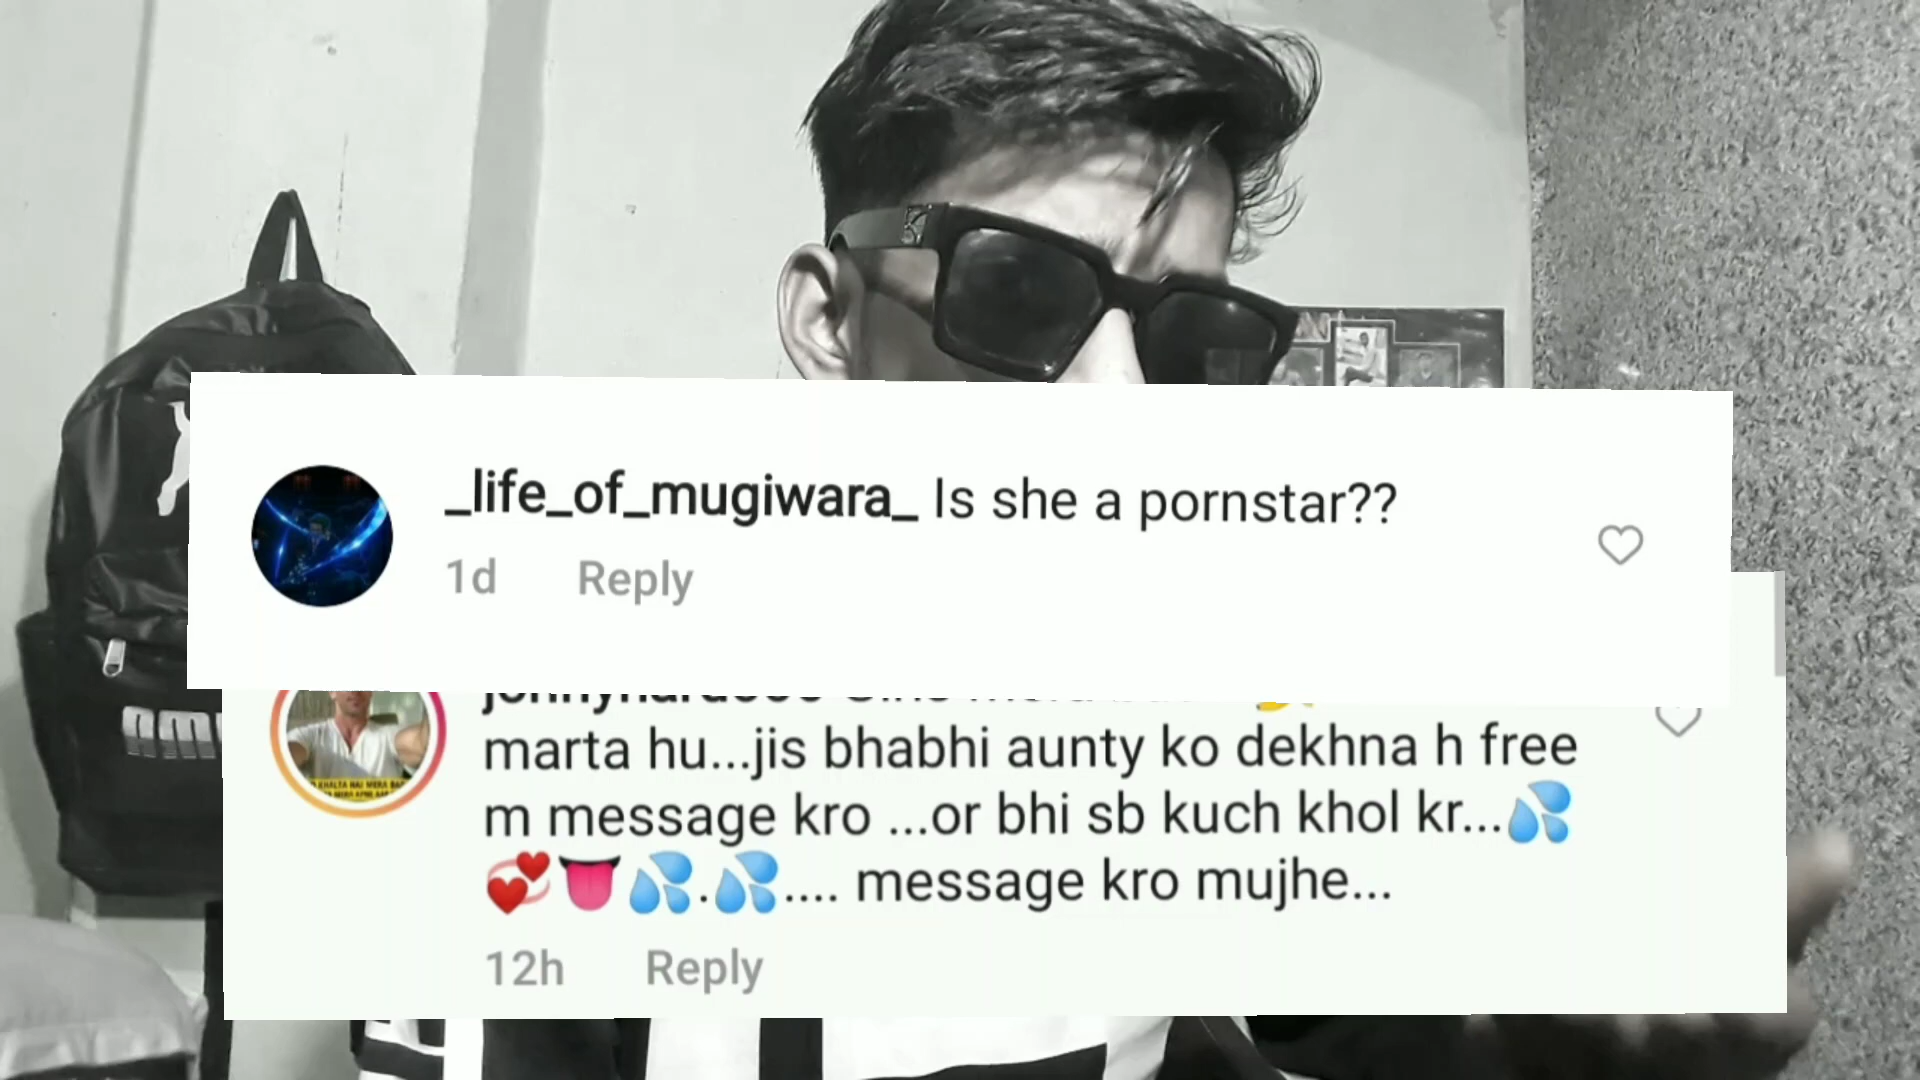 _life_of_mugiwara_ Is she a pornstar??
1d Reply
marta hu...jis bhabhi aunty ko dekhna h free
m message kro ...or bhi sb kuch khol kr...💦
💞👅💦.💦.... message kro mujhe...
12h Reply